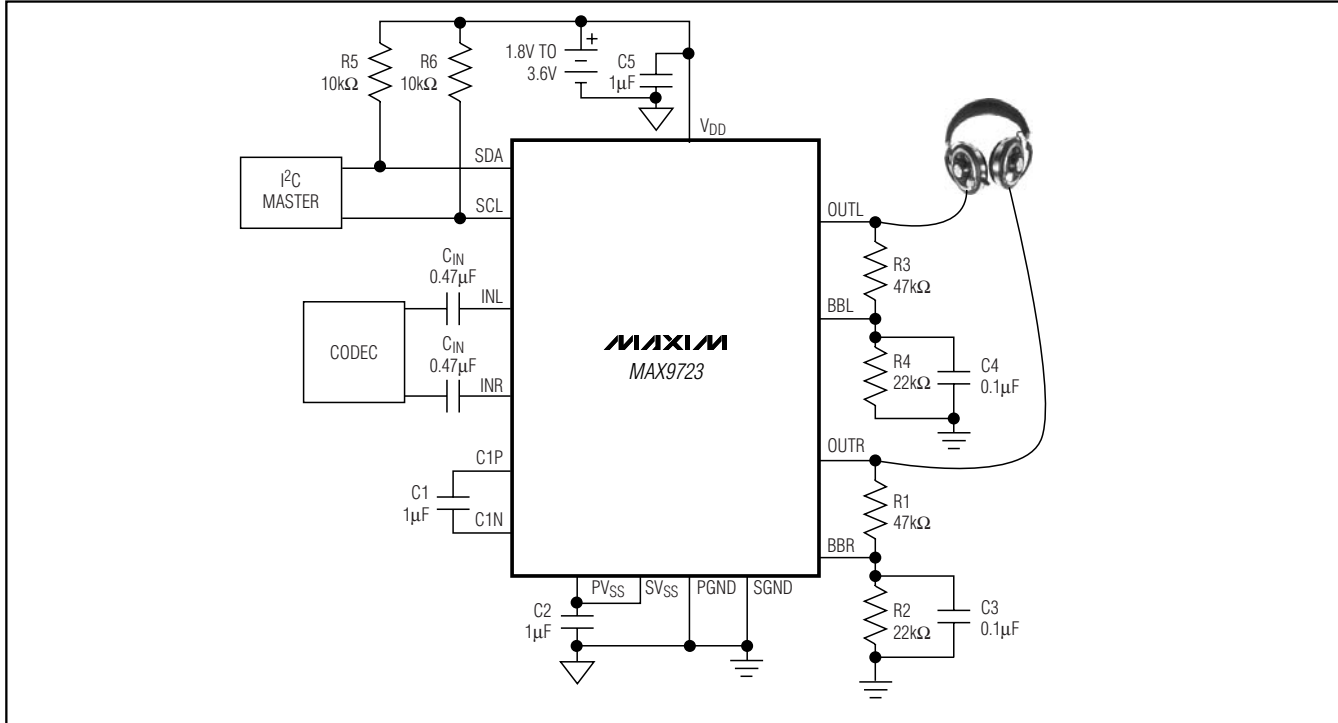 R5
10kΩ
R6
10kΩ
1.8V TO
3.6V
+
C5
1μF
VDD
I2C
MASTER
SDA
SCL
CIN
0.47μF
INL
CODEC
CIN
0.47μF
INR
C1P
C1
1μF
C1N
MAXIM
MAX9723
OUTL
R3
47kΩ
BBL
R4
22kΩ
C4
0.1μF
OUTR
R1
47kΩ
BBR
R2
22kΩ
C3
0.1μF
PVSS
SVSS
PGND
SGND
C2
1μF